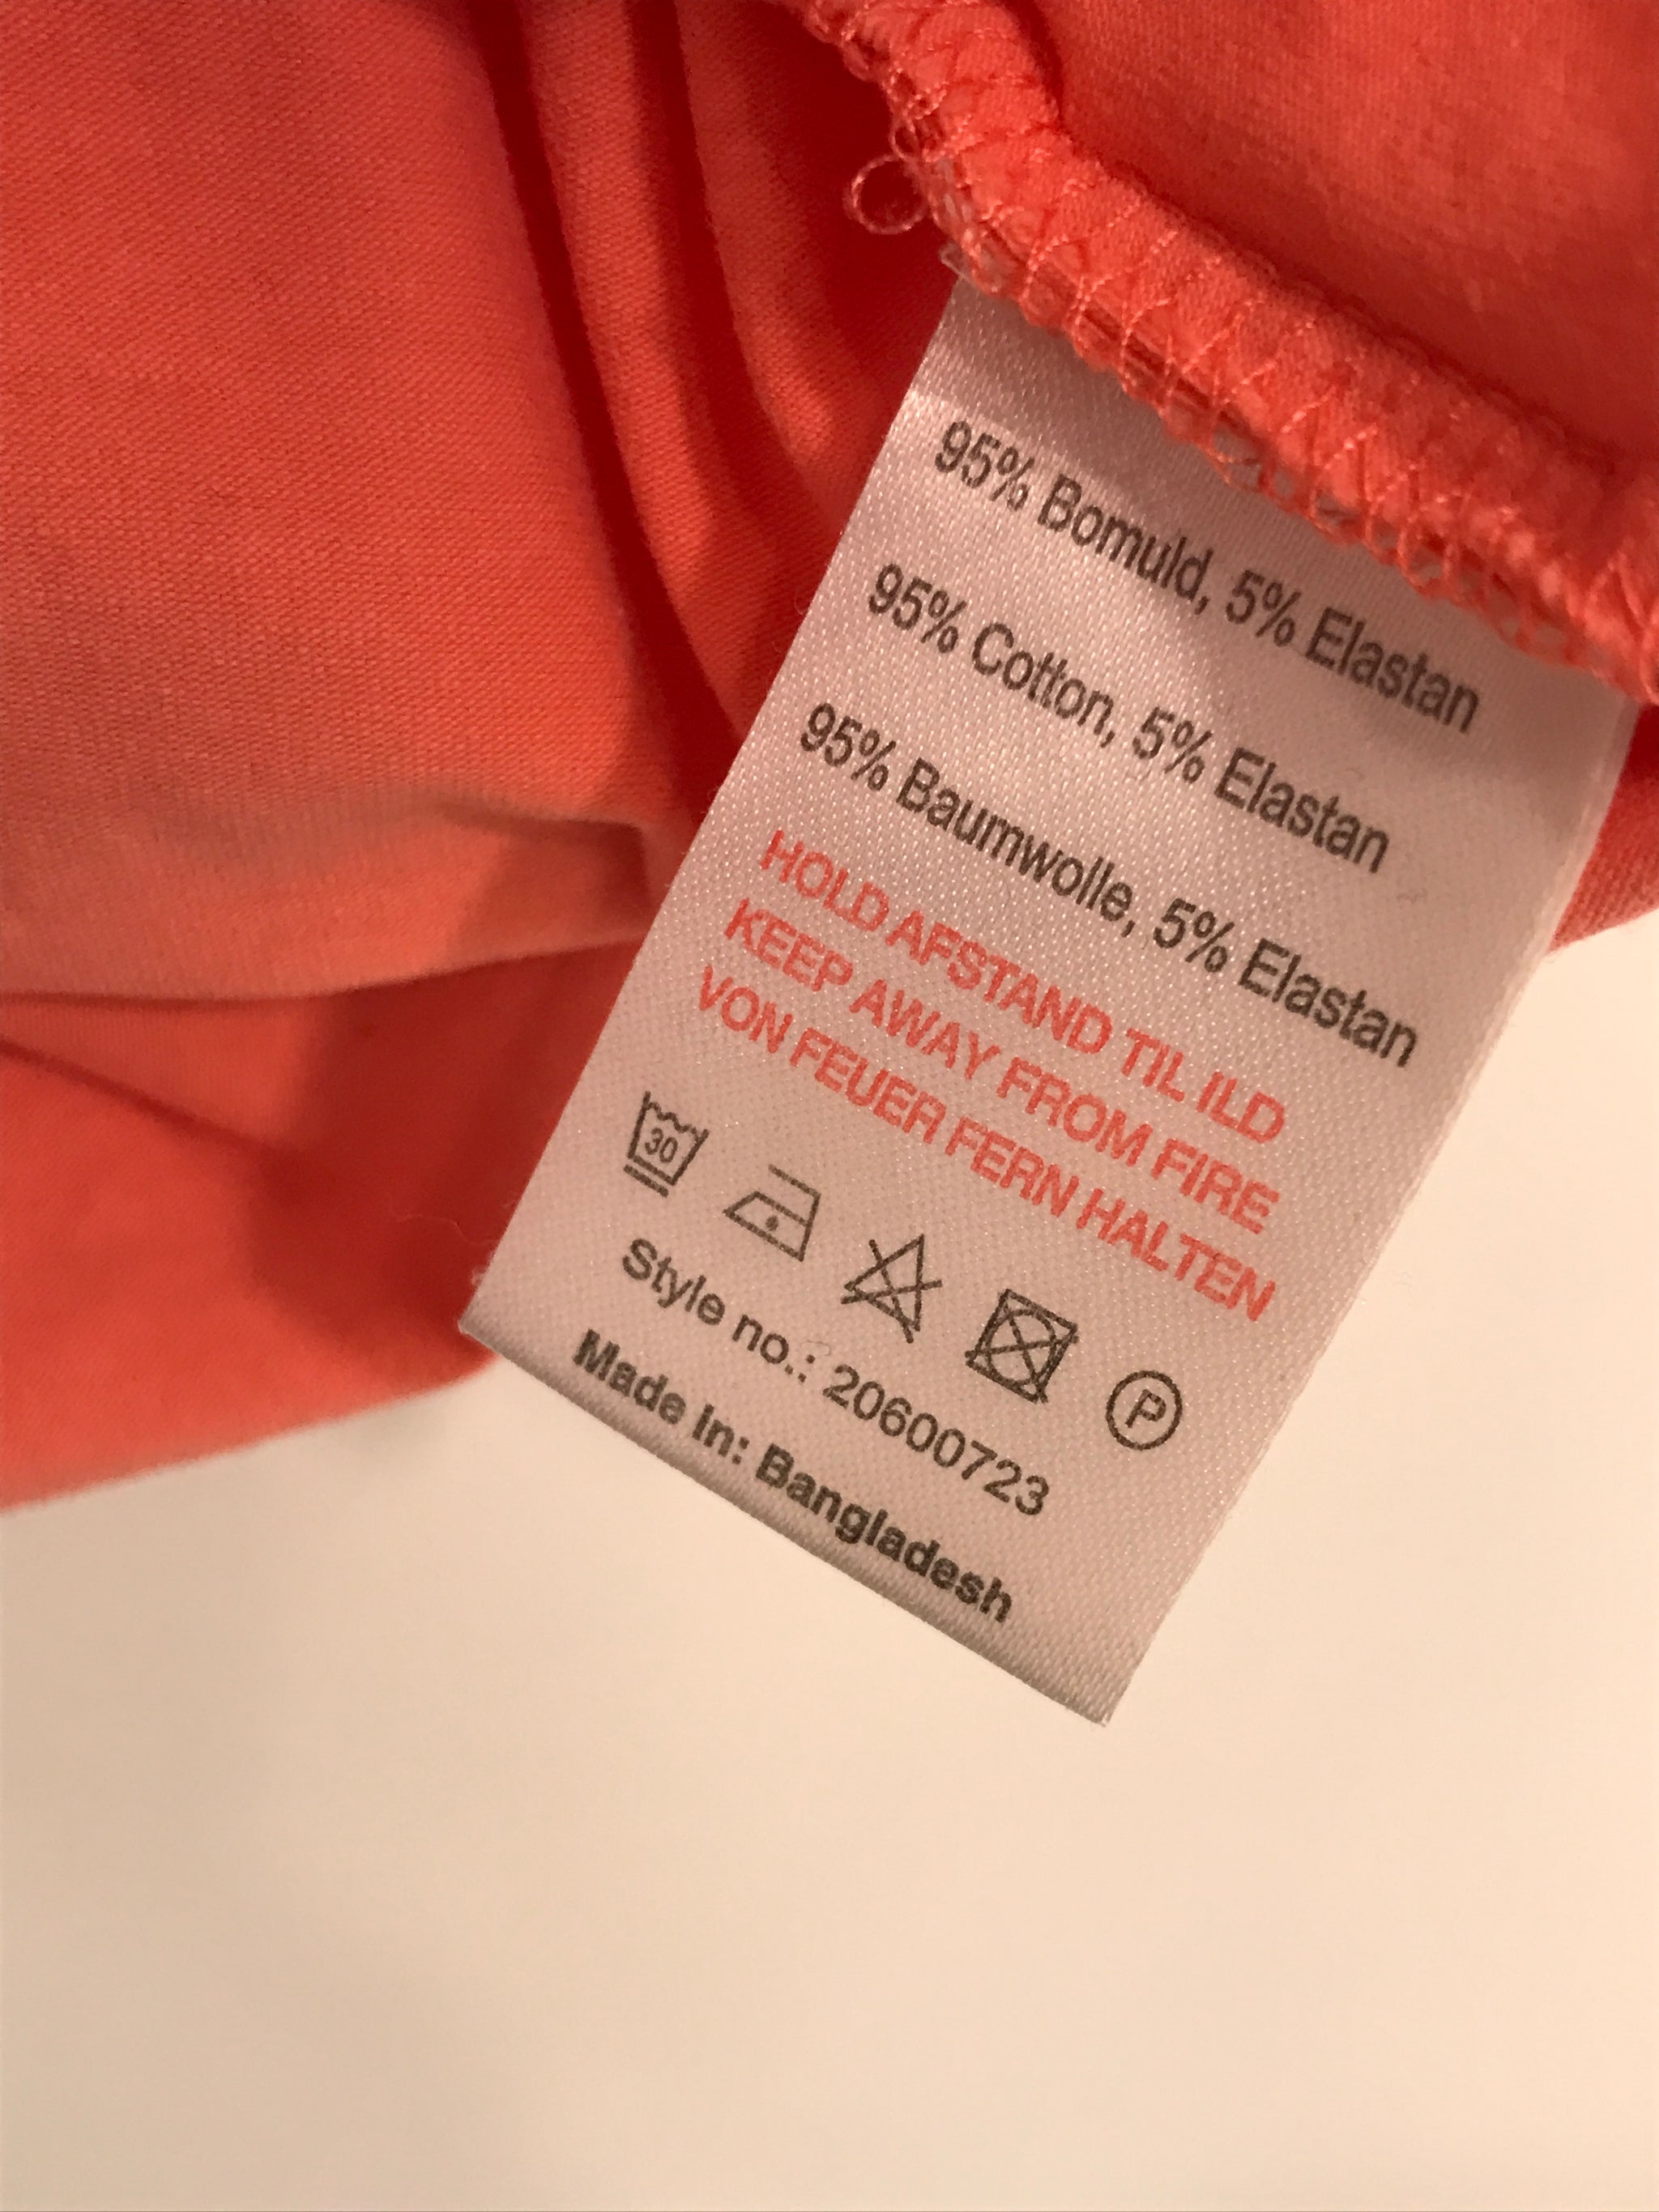 95% Bomuld, 5% Elastan
95% Cotton, 5% Elastan
95% Baumwolle, 5% Elastan
HOLD AFSTAND TIL ILD
KEEP AWAY FROM FIRE
VON FEUER FERN HALTEN
30 P
Style no.: 20600723
Made in: Bangladesh